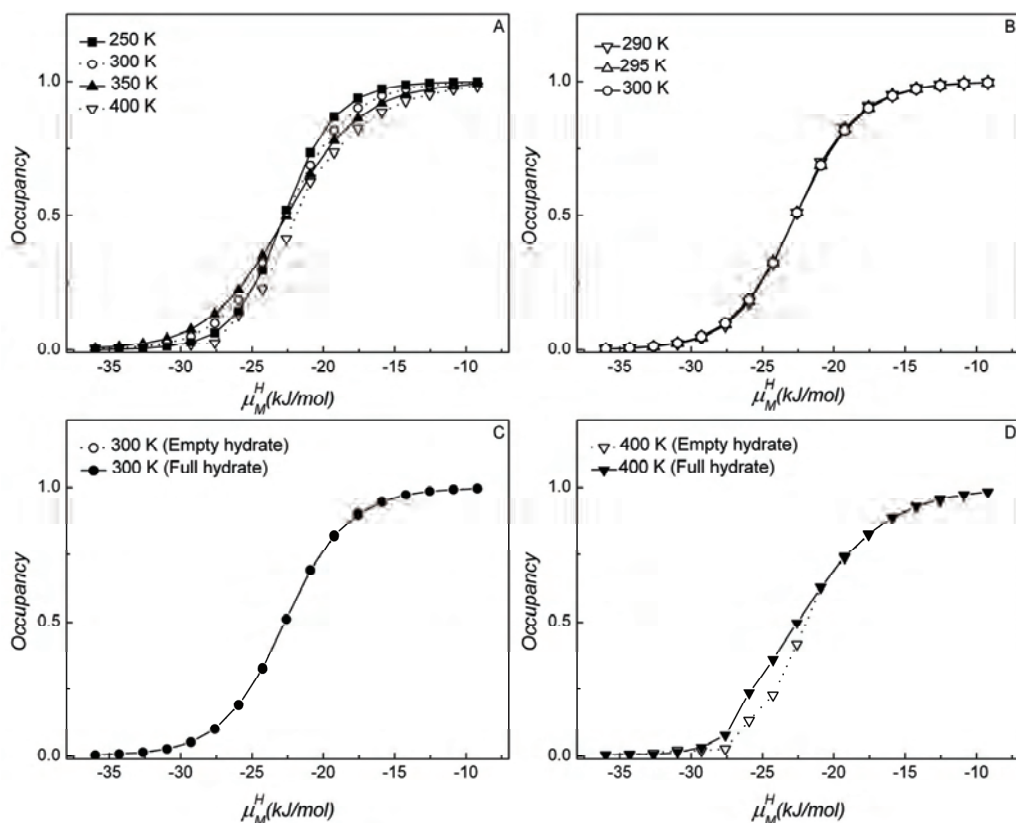 A
250 K
300 K
350 K
400 K
1.0
0.5
0.0
Occupancy
-35 -30 -25 -20 -15 -10
μ_M^H (kJ/mol)
B
290 K
295 K
300 K
1.0
0.5
0.0
Occupancy
-35 -30 -25 -20 -15 -10
μ_M^H (kJ/mol)
C
300 K (Empty hydrate)
300 K (Full hydrate)
1.0
0.5
0.0
Occupancy
-35 -30 -25 -20 -15 -10
μ_M^H (kJ/mol)
D
400 K (Empty hydrate)
400 K (Full hydrate)
1.0
0.5
0.0
Occupancy
-35 -30 -25 -20 -15 -10
μ_M^H (kJ/mol)